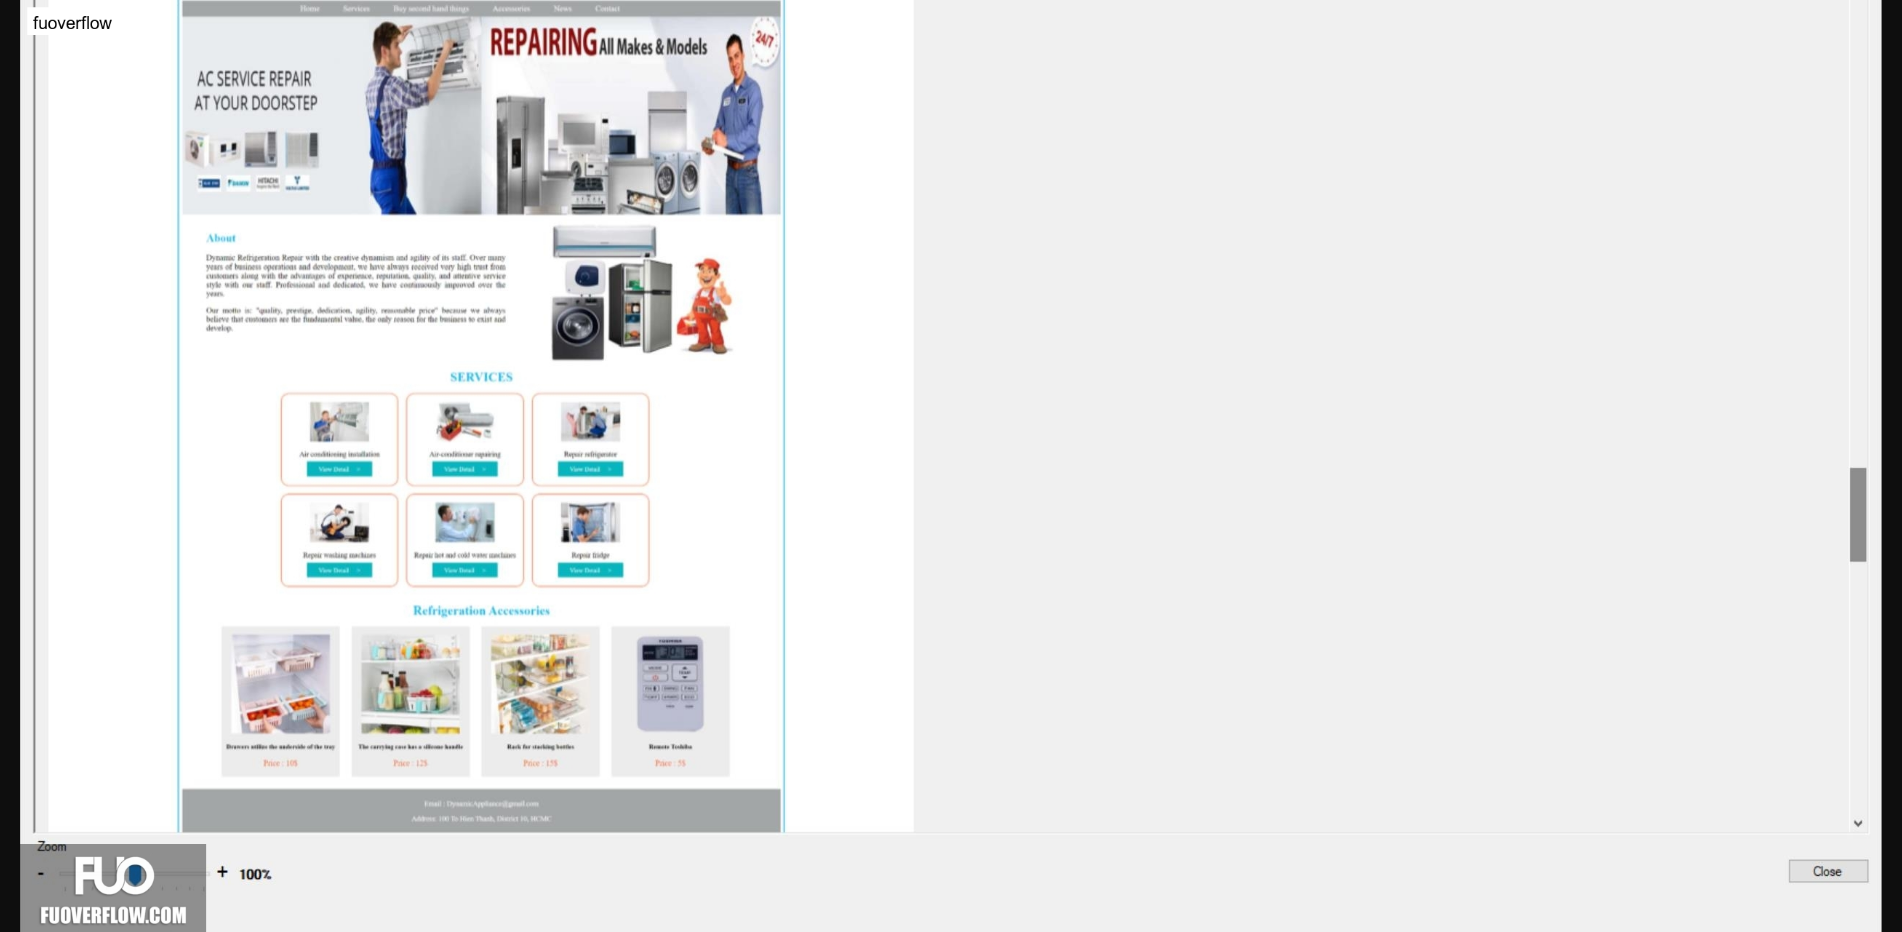 fuoverflow
Home Services Buy second hand things Accessories News Contact
REPAIRING All Makes & Models
24/7
AC SERVICE REPAIR
AT YOUR DOORSTEP
HITACHI
About
Dynamic Refrigeration Repair with the creative dynamism and agility of its staff. Over many
years of business operations and development, we have always received very high trust from
customers along with the advantages of experience, reputation, quality, and attentive service
style with our staff. Professional and dedicated, we have continuously improved over the
years.
Our motto is: "quality, prestige, dedication, agility, reasonable price" because we always
believe that customers are the fundamental value, the only reason for the business to exist and
develop.
SERVICES
Air conditioning installation
View Detail >
Air-conditioner repairing
View Detail >
Repair refrigerator
View Detail >
Repair washing machines
View Detail >
Repair hot and cold water machines
View Detail >
Repair fridge
View Detail >
Refrigeration Accessories
Drawers utilize the underside of the tray
Price : 10$
The carrying case has a silicone handle
Price : 12$
Rack for stacking bottles
Price : 15$
Remote Toshiba
Price : 5$
Email : DynamicAppliance@gmail.com
Address: 100 To Hien Thanh, District 10, HCMC
Zoom
- + 100%
Close
FUO
FUOVERFLOW.COM